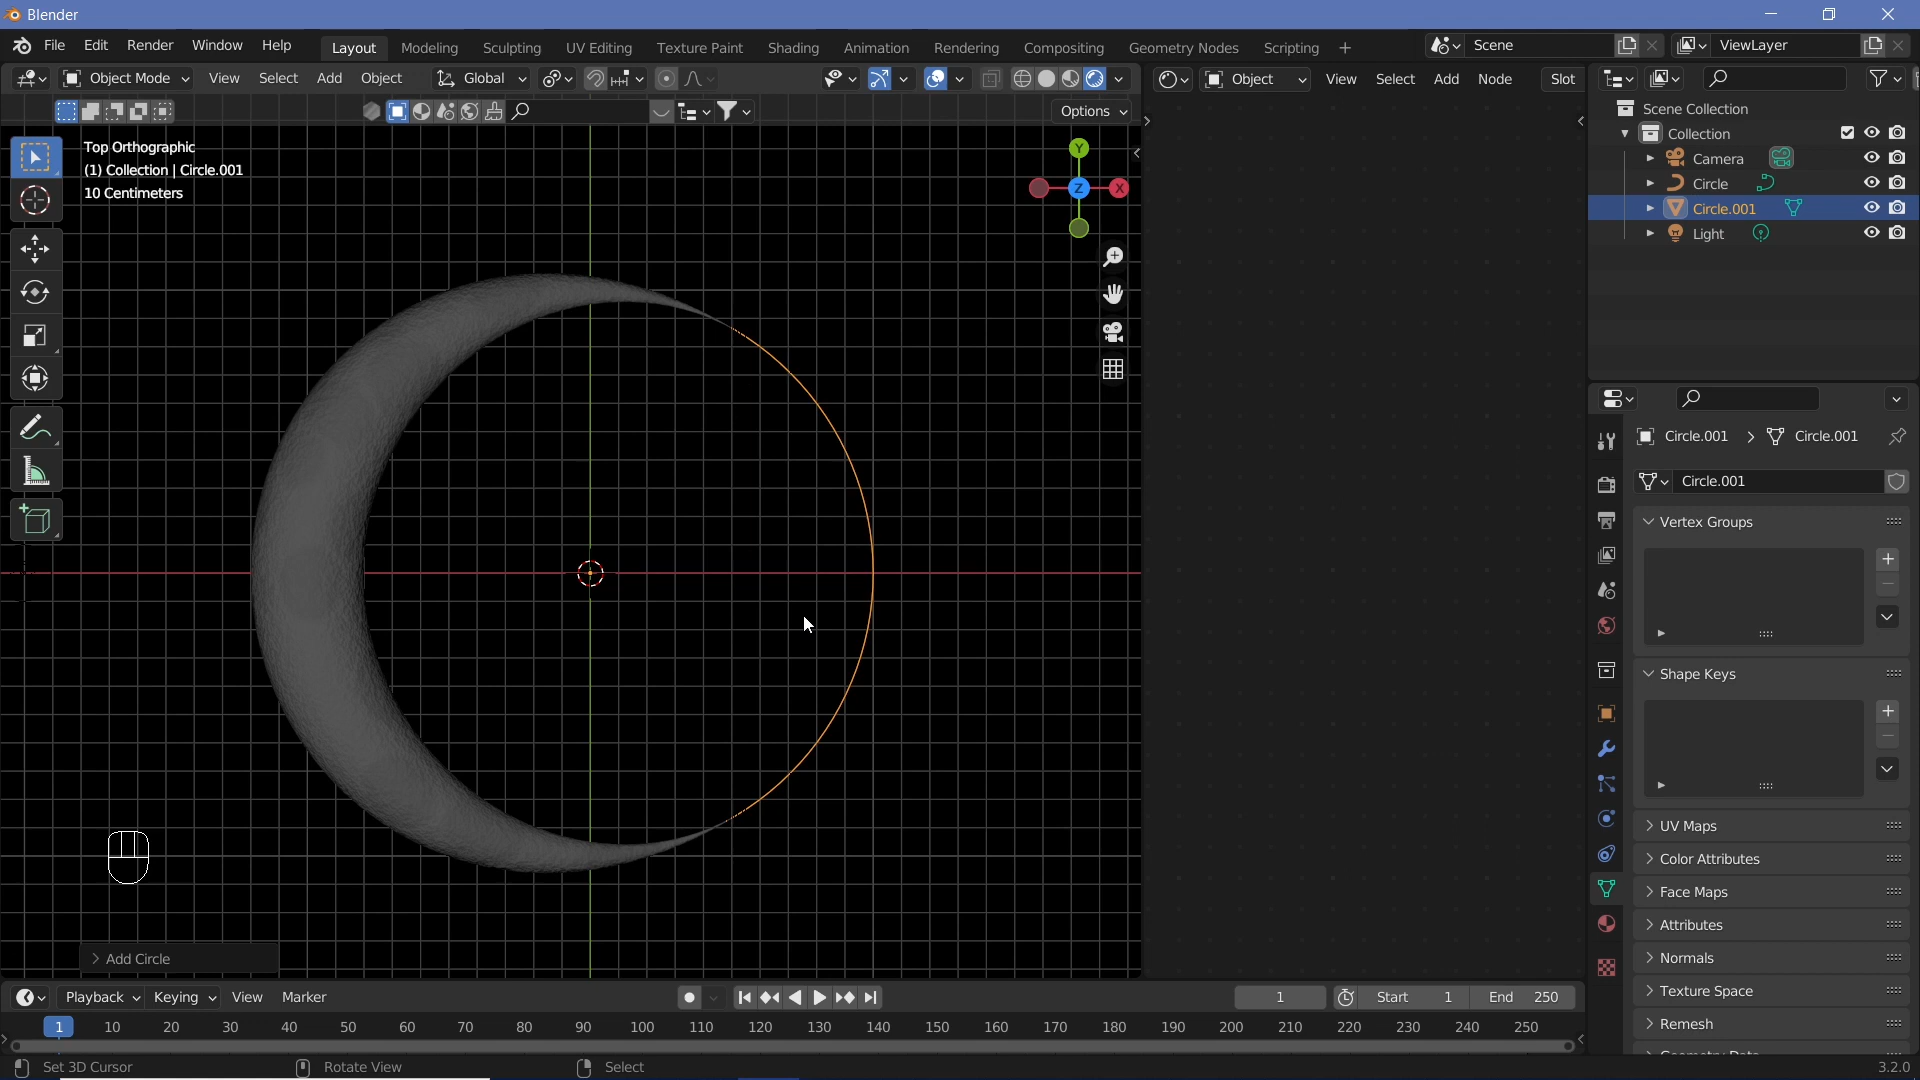 Blender
File Edit Render Window Help Layout Modeling Sculpting UV Editing Texture Paint Shading Animation Rendering Compositing Geometry Nodes Scripting + Scene ViewLayer
Object Mode View Select Add Object Global Object View Select Add Node Slot
Options
Top Orthographic
(1) Collection | Circle.001
10 Centimeters
Y
X
Z
Scene Collection
Collection
Camera
Circle
Circle.001
Light
Circle.001 > Circle.001
Circle.001
Vertex Groups
Shape Keys
UV Maps
Color Attributes
Face Maps
Attributes
Normals
Texture Space
Remesh
Add Circle
Playback Keying View Marker 1 Start 1 End 250
1 10 20 30 40 50 60 70 80 90 100 110 120 130 140 150 160 170 180 190 200 210 220 230 240 250
Set 3D Cursor Rotate View Select 3.2.0